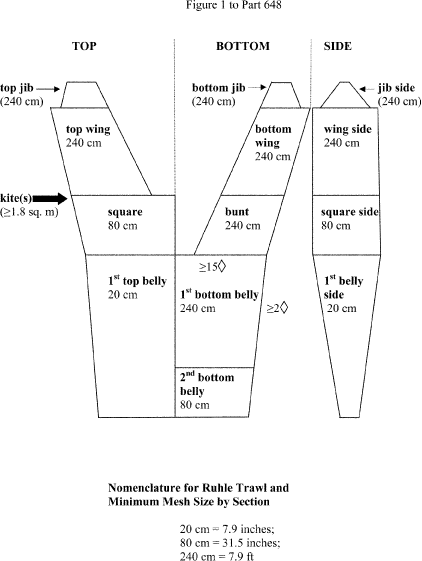 Figure 1 to Part 648
TOP
BOTTOM
SIDE
top jib
(240 cm)
bottom jib
(240 cm)
jib side
(240 cm)
top wing
240 cm
bottom
wing
240 cm
wing side
240 cm
kite(s)
(≥1.8 sq. m)
square
80 cm
bunt
240 cm
square side
80 cm
≥15◊
1st top belly
20 cm
1st bottom belly
240 cm
≥2◊
1st belly
side
20 cm
2nd bottom
belly
80 cm
Nomenclature for Ruhle Trawl and
Minimum Mesh Size by Section
20 cm = 7.9 inches;
80 cm = 31.5 inches;
240 cm = 7.9 ft